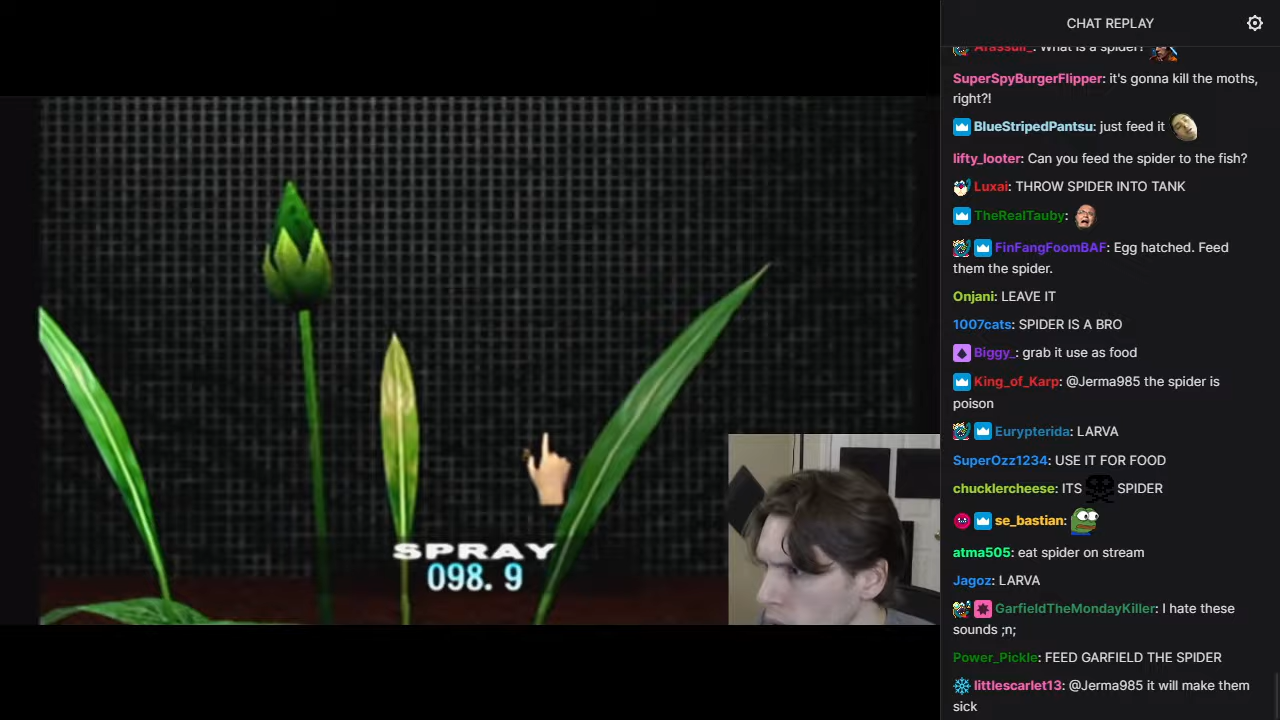 SPRAY
098. 9
CHAT REPLAY
What is a spider?
SuperSpyBurgerFlipper: it's gonna kill the moths,
right?!
BlueStripedPantsu: just feed it
lifty_looter: Can you feed the spider to the fish?
Luxai: THROW SPIDER INTO TANK
TheRealTauby:
FinFangFoomBAF: Egg hatched. Feed
them the spider.
Onjani: LEAVE IT
1007cats: SPIDER IS A BRO
Biggy_: grab it use as food
King_of_Karp: @Jerma985 the spider is
poison
Eurypterida: LARVA
SuperOzz1234: USE IT FOR FOOD
chucklercheese: ITS SPIDER
se_bastian:
atma505: eat spider on stream
Jagoz: LARVA
GarfieldTheMondayKiller: I hate these
sounds ;n;
Power_Pickle: FEED GARFIELD THE SPIDER
littlescarlet13: @Jerma985 it will make them
sick